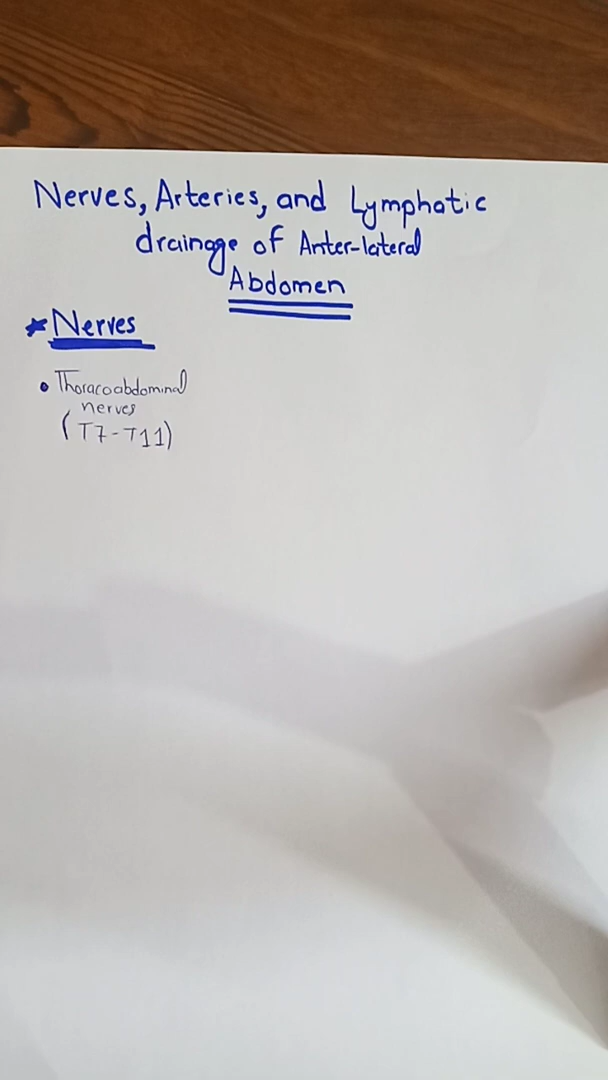 Nerves, Arteries, and Lymphatic
drainage of Anter-lateral
Abdomen
* Nerves
• Thoracoabdominal
nerves
(T7-T11)